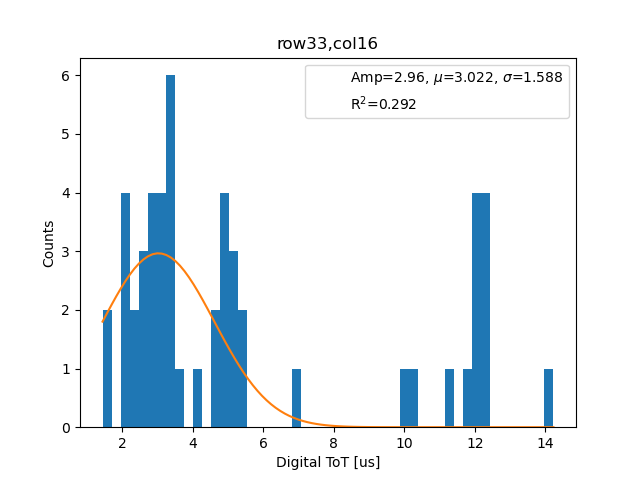 row33,col16
Amp=2.96, μ=3.022, σ=1.588
R²=0.292
6
5
4
3
2
1
0
Counts
2 4 6 8 10 12 14
Digital ToT [us]